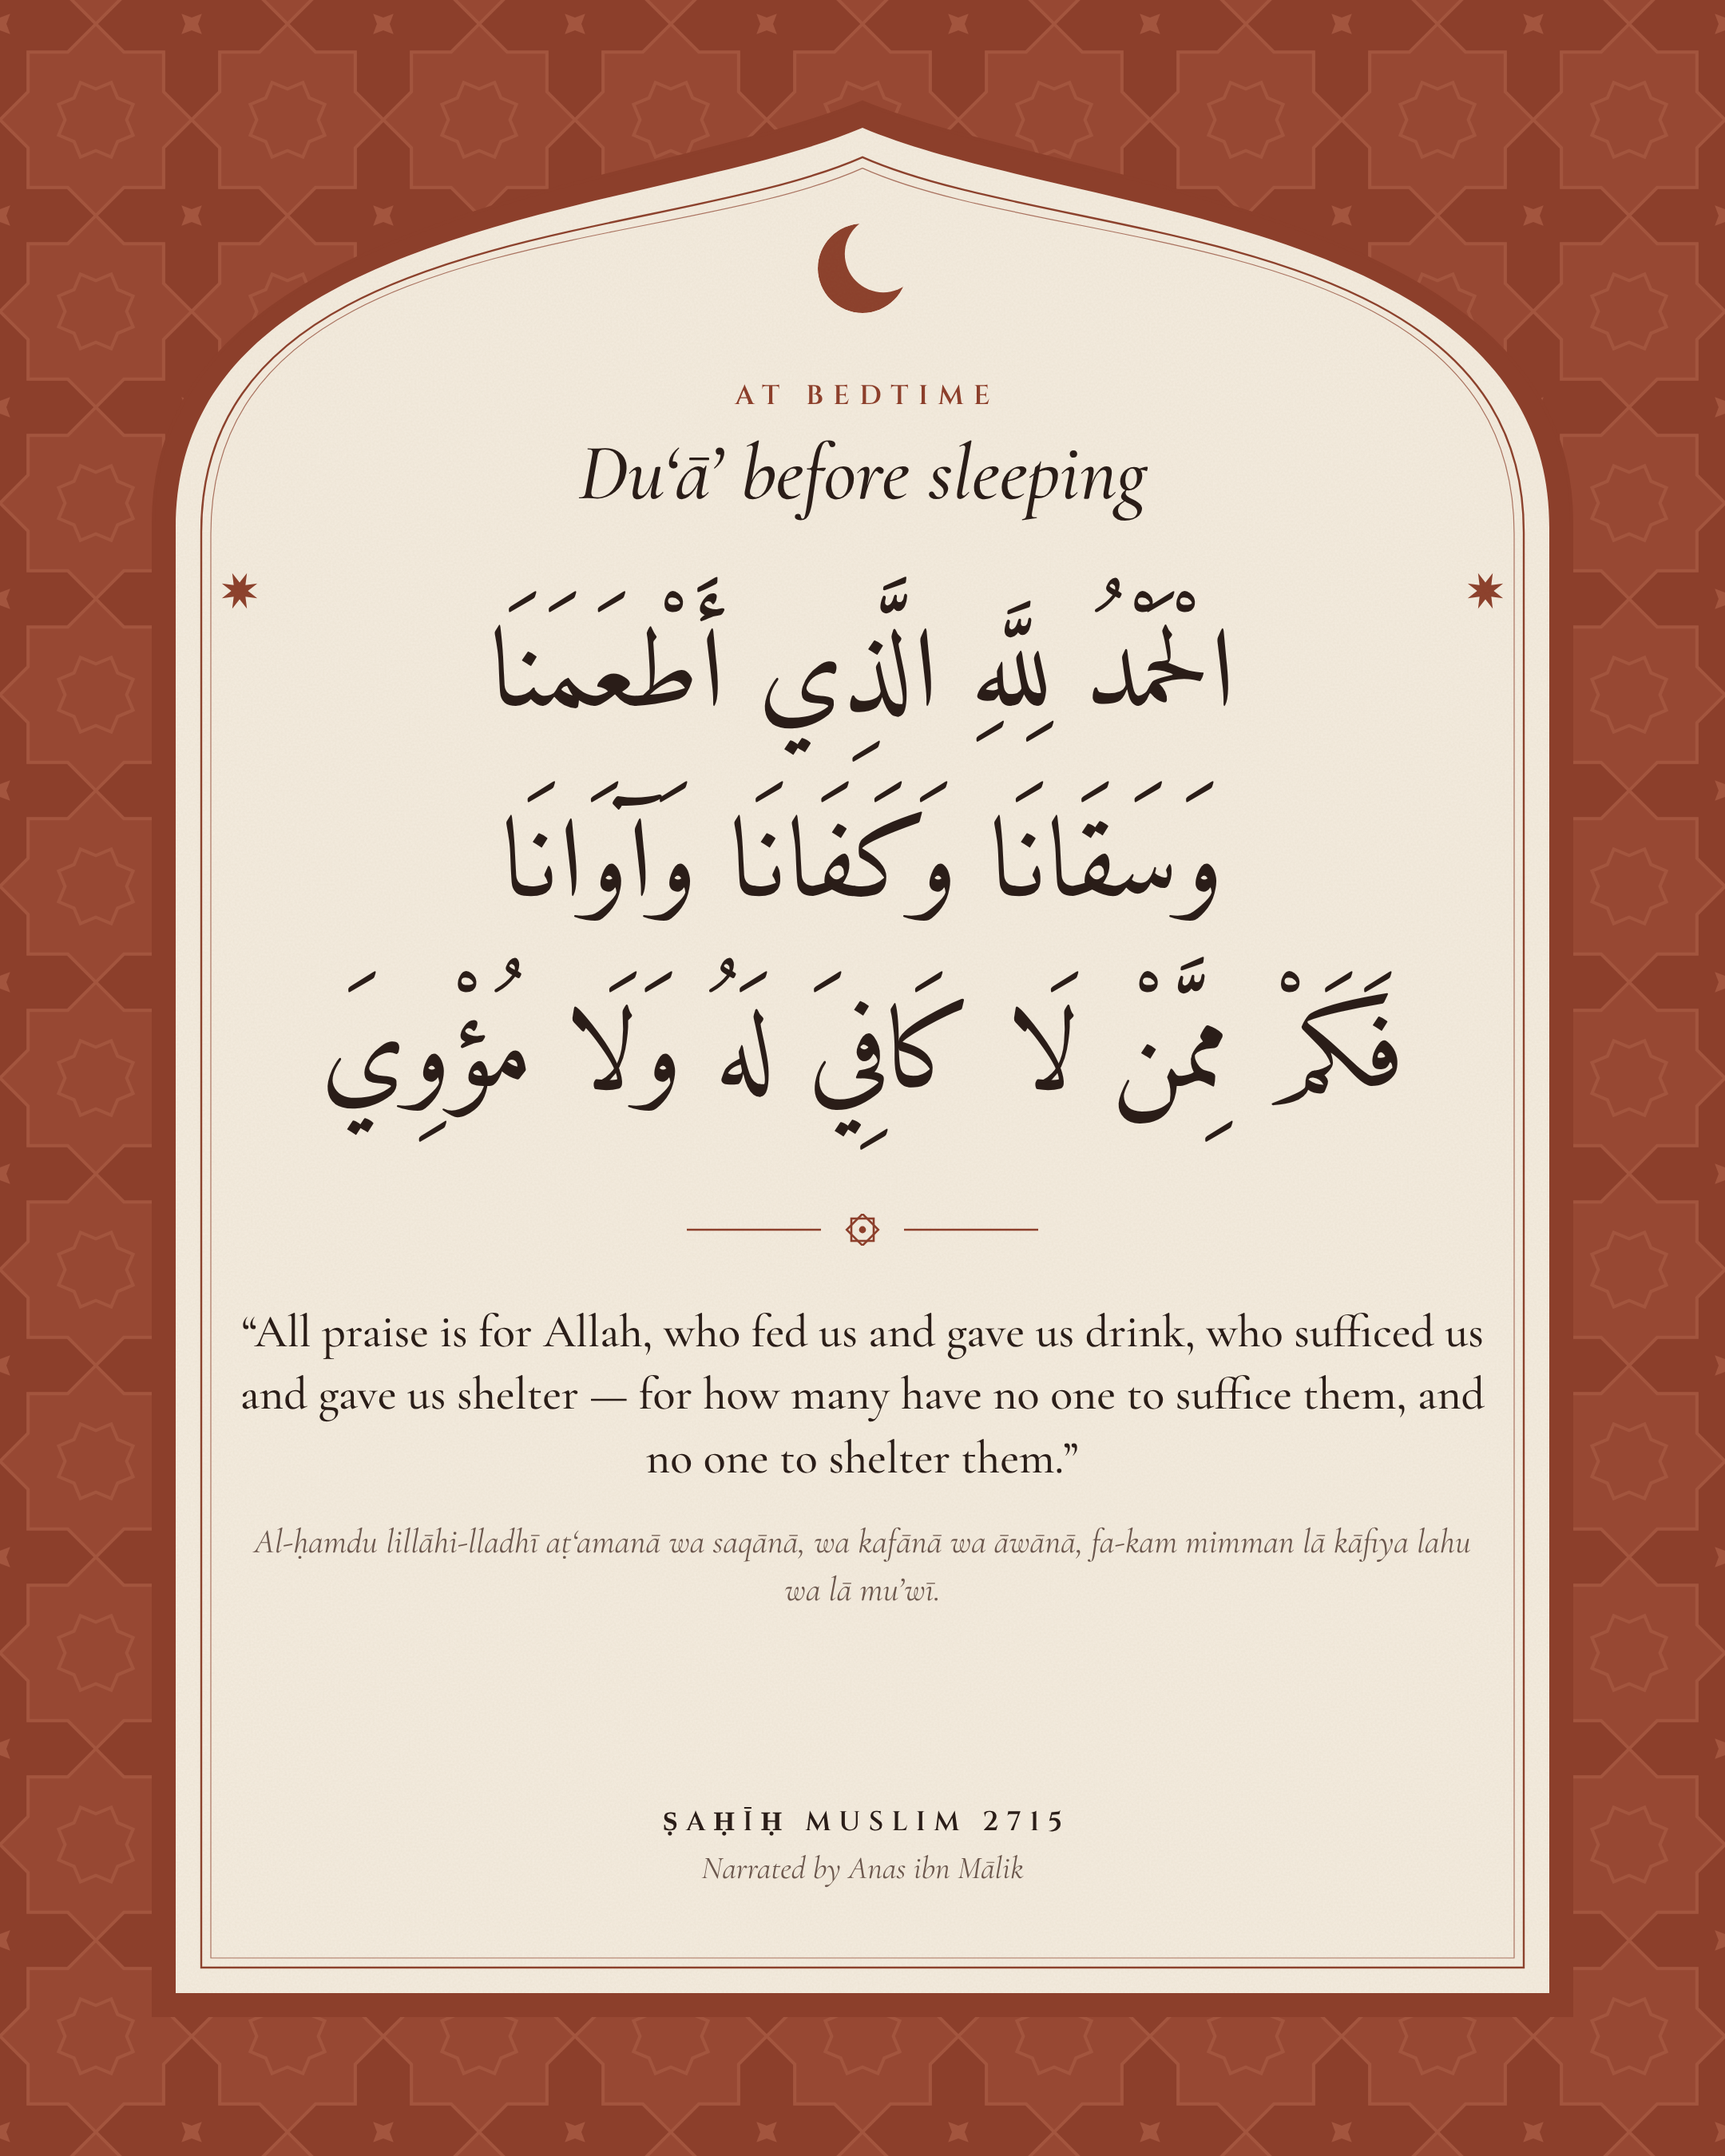 AT BEDTIME
Du‘ā’ before sleeping
الْحَمْدُ لِلَّهِ الَّذِي أَطْعَمَنَا
وَسَقَانَا وَكَفَانَا وَآوَانَا
فَكَمْ مِمَّنْ لَا كَافِيَ لَهُ وَلَا مُؤْوِيَ
“All praise is for Allah, who fed us and gave us drink, who sufficed us
and gave us shelter — for how many have no one to suffice them, and
no one to shelter them.”
Al-ḥamdu lillāhi-lladhī aṭ‘amanā wa saqānā, wa kafānā wa āwānā, fa-kam mimman lā kāfiya lahu
wa lā mu’wī.
ṢAḤĪḤ MUSLIM 2715
Narrated by Anas ibn Mālik